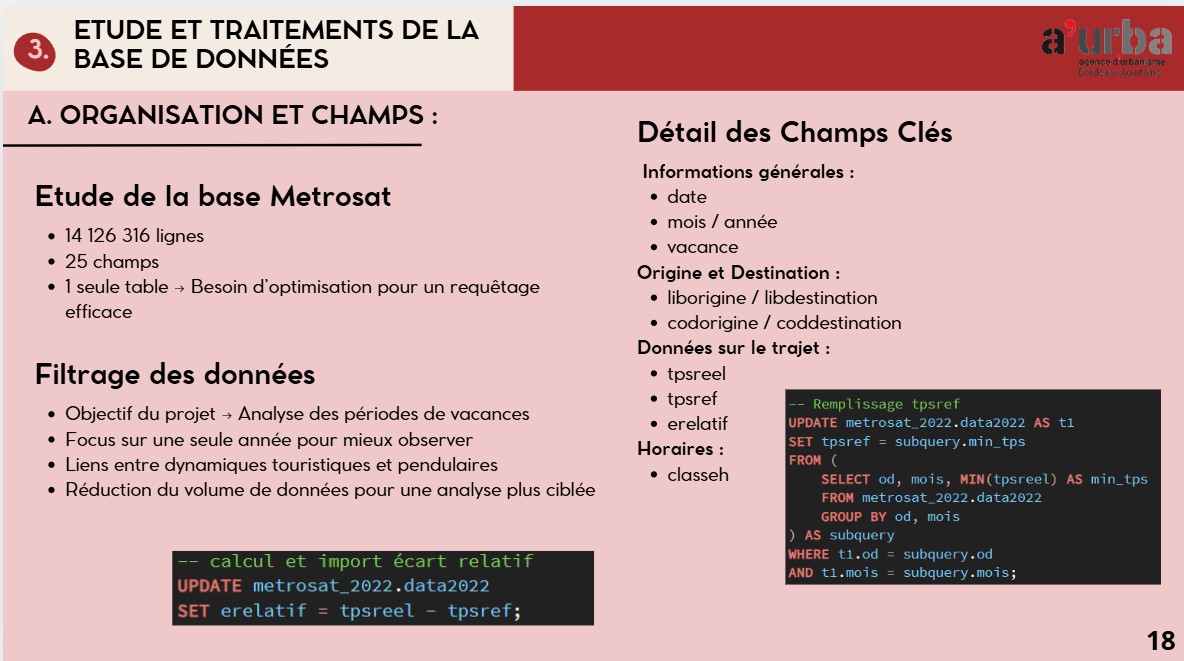 3.
ETUDE ET TRAITEMENTS DE LA
BASE DE DONNÉES
a'urba
agence d'urbanisme
Bordeaux Aquitaine
A. ORGANISATION ET CHAMPS :
Etude de la base Metrosat
• 14 126 316 lignes
• 25 champs
• 1 seule table → Besoin d'optimisation pour un requêtage
efficace
Filtrage des données
• Objectif du projet → Analyse des périodes de vacances
• Focus sur une seule année pour mieux observer
• Liens entre dynamiques touristiques et pendulaires
• Réduction du volume de données pour une analyse plus ciblée
-- calcul et import écart relatif
UPDATE metrosat_2022.data2022
SET erelatif = tpsreel - tpsref;
Détail des Champs Clés
Informations générales :
• date
• mois / année
• vacance
Origine et Destination :
• liborigine / libdestination
• codorigine / coddestination
Données sur le trajet :
• tpsreel
• tpsref
• erelatif
Horaires :
• classeh
-- Remplissage tpsref
UPDATE metrosat_2022.data2022 AS t1
SET tpsref = subquery.min_tps
FROM (
    SELECT od, mois, MIN(tpsreel) AS min_tps
    FROM metrosat_2022.data2022
    GROUP BY od, mois
) AS subquery
WHERE t1.od = subquery.od
AND t1.mois = subquery.mois;
18